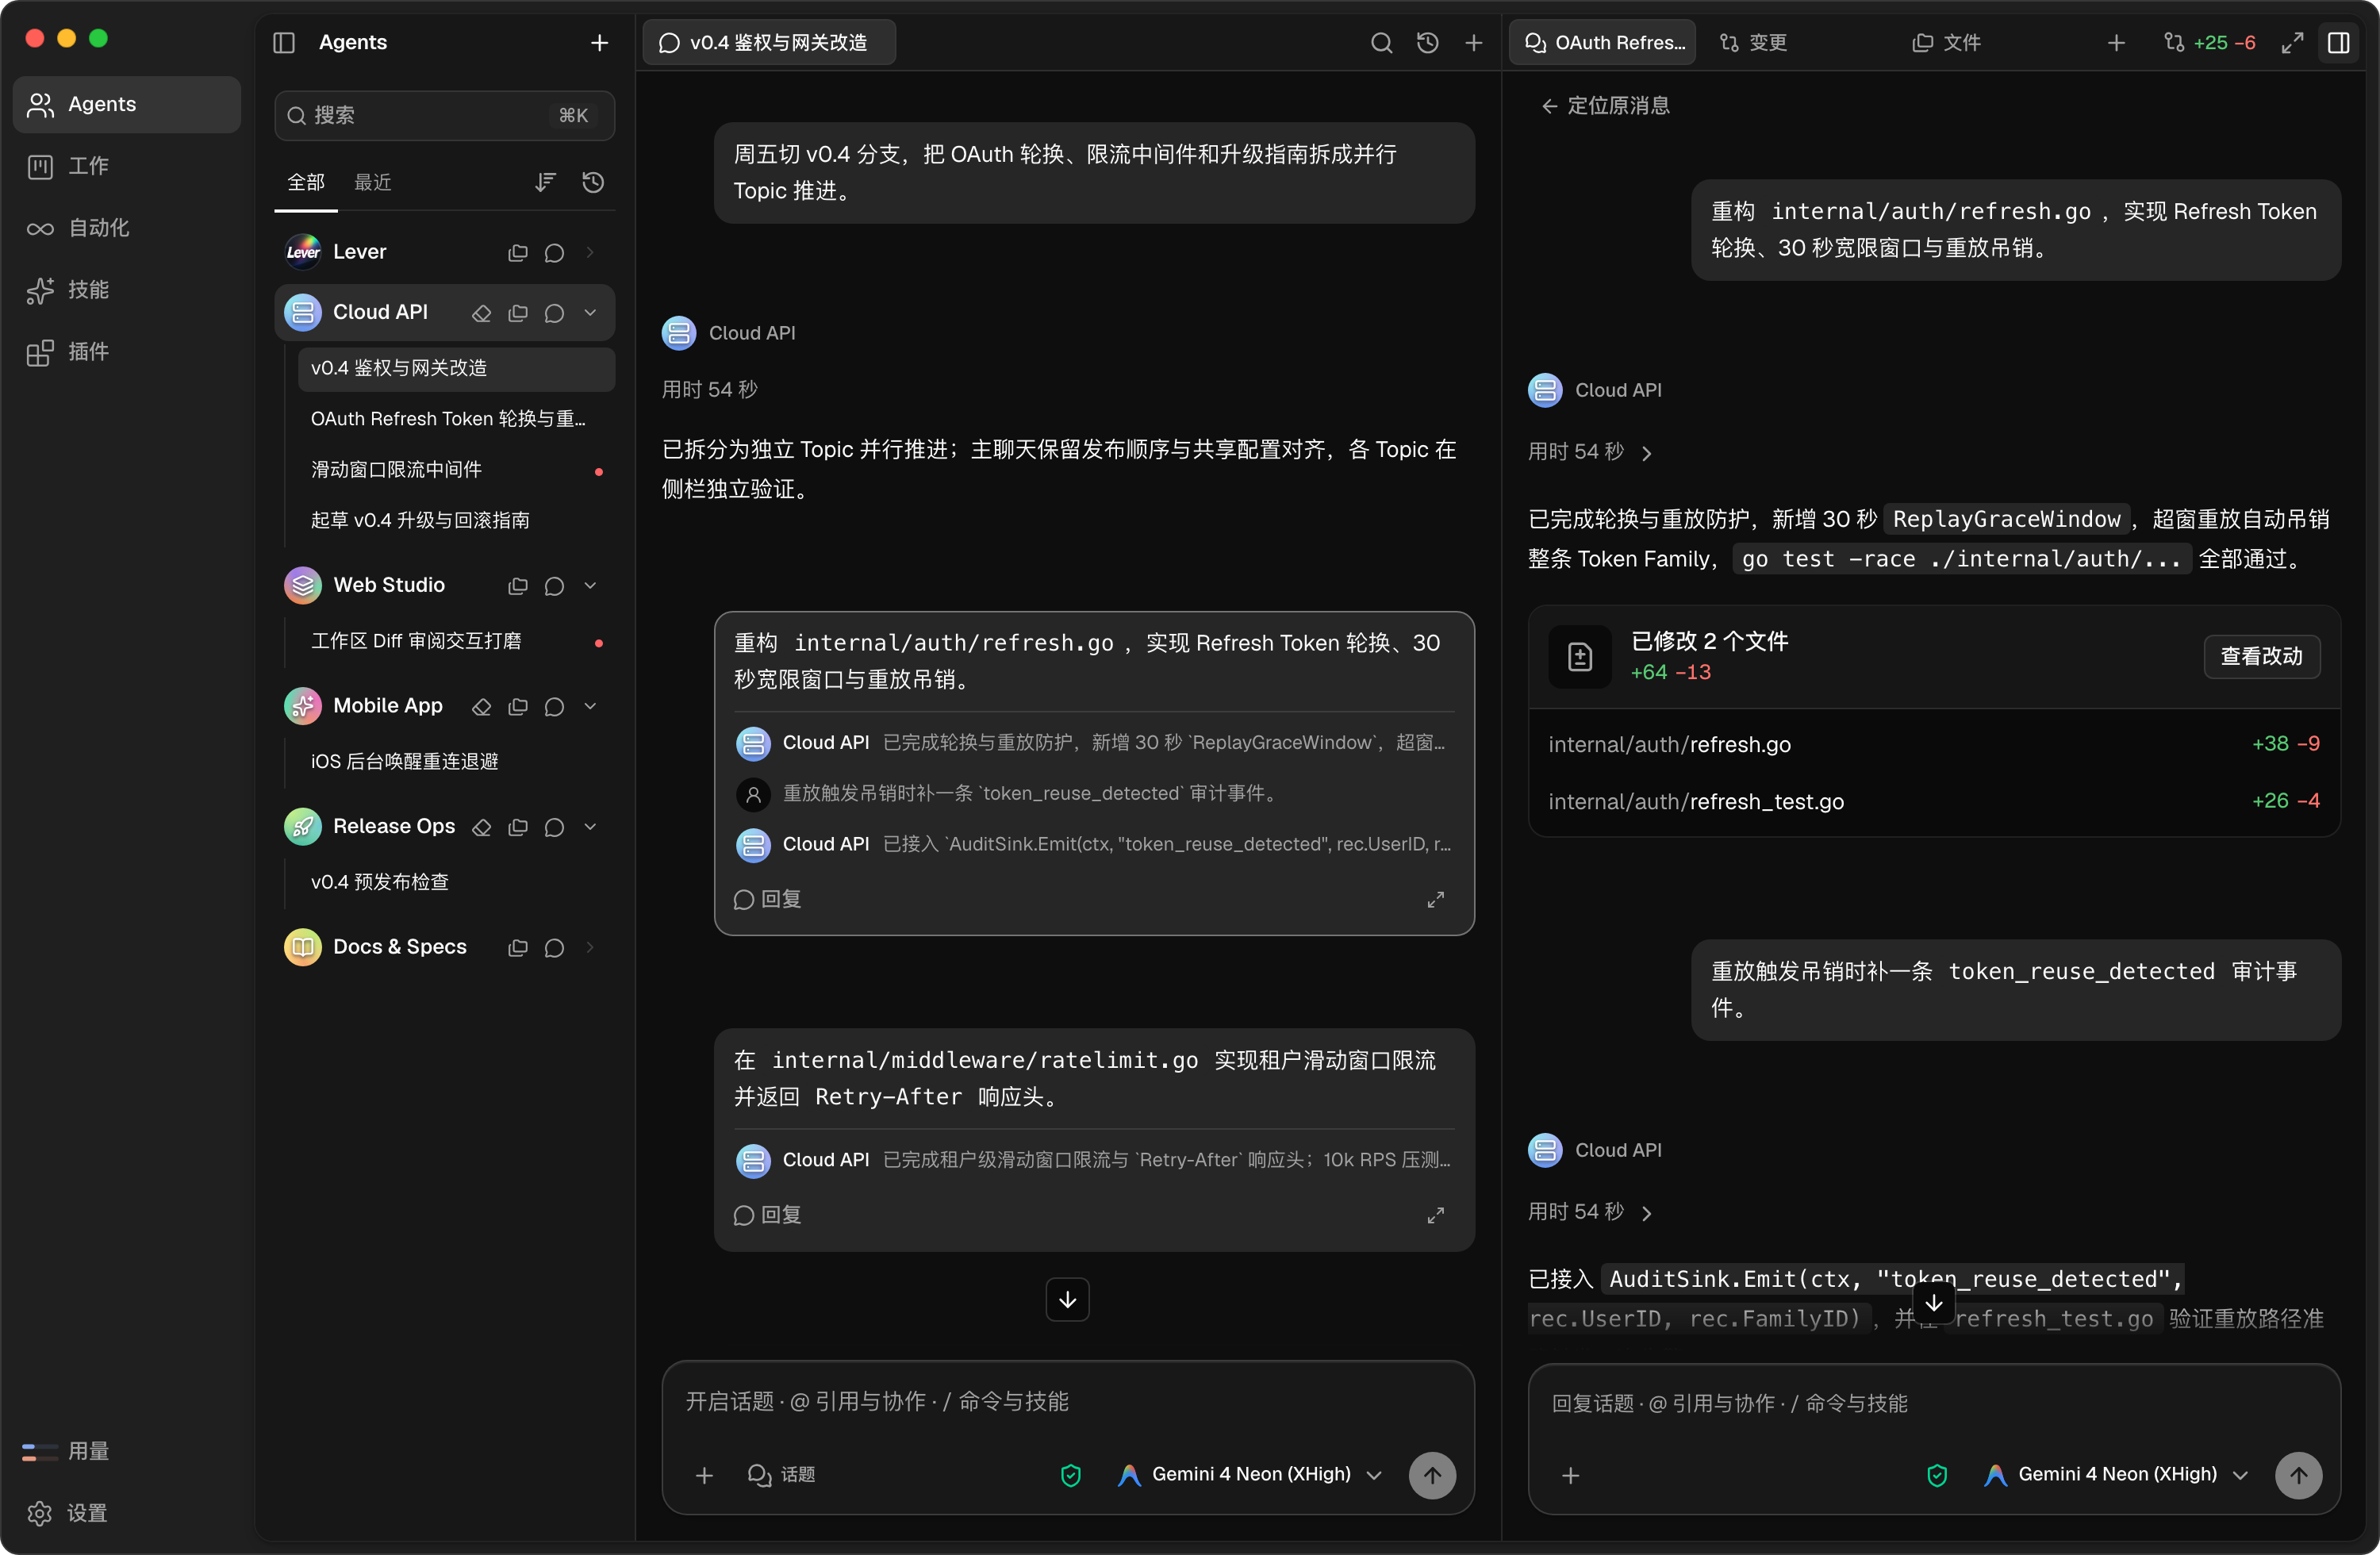 Agents
工作
自动化
技能
插件
用量
设置
Agents
搜索
⌘K
全部
最近
Lever
Lever
Cloud API
v0.4 鉴权与网关改造
OAuth Refresh Token 轮换与重...
滑动窗口限流中间件
起草 v0.4 升级与回滚指南
Web Studio
工作区 Diff 审阅交互打磨
Mobile App
iOS 后台唤醒重连退避
Release Ops
v0.4 预发布检查
Docs & Specs
v0.4 鉴权与网关改造
周五切 v0.4 分支，把 OAuth 轮换、限流中间件和升级指南拆成并行
Topic 推进。
Cloud API
用时 54 秒
已拆分为独立 Topic 并行推进；主聊天保留发布顺序与共享配置对齐，各 Topic 在
侧栏独立验证。
重构 internal/auth/refresh.go ，实现 Refresh Token 轮换、30
秒宽限窗口与重放吊销。
Cloud API 已完成轮换与重放防护，新增 30 秒 `ReplayGraceWindow`，超窗...
重放触发吊销时补一条 `token_reuse_detected` 审计事件。
Cloud API 已接入 `AuditSink.Emit(ctx, "token_reuse_detected", rec.UserID, r...
回复
在 internal/middleware/ratelimit.go 实现租户滑动窗口限流
并返回 Retry-After 响应头。
Cloud API 已完成租户级滑动窗口限流与 `Retry-After` 响应头；10k RPS 压测...
回复
开启话题 · @ 引用与协作 · / 命令与技能
话题
Gemini 4 Neon (XHigh)
OAuth Refres...
变更
文件
+25 -6
定位原消息
重构 internal/auth/refresh.go ，实现 Refresh Token
轮换、30 秒宽限窗口与重放吊销。
Cloud API
用时 54 秒
已完成轮换与重放防护，新增 30 秒 ReplayGraceWindow，超窗重放自动吊销
整条 Token Family， go test -race ./internal/auth/... 全部通过。
已修改 2 个文件
+64 -13
查看改动
internal/auth/refresh.go +38 -9
internal/auth/refresh_test.go +26 -4
重放触发吊销时补一条 token_reuse_detected 审计事
件。
Cloud API
用时 54 秒
已接入 AuditSink.Emit(ctx, "token_reuse_detected",
rec.UserID, rec.FamilyID) ，并在 refresh_test.go 验证重放路径准
回复话题 · @ 引用与协作 · / 命令与技能
Gemini 4 Neon (XHigh)